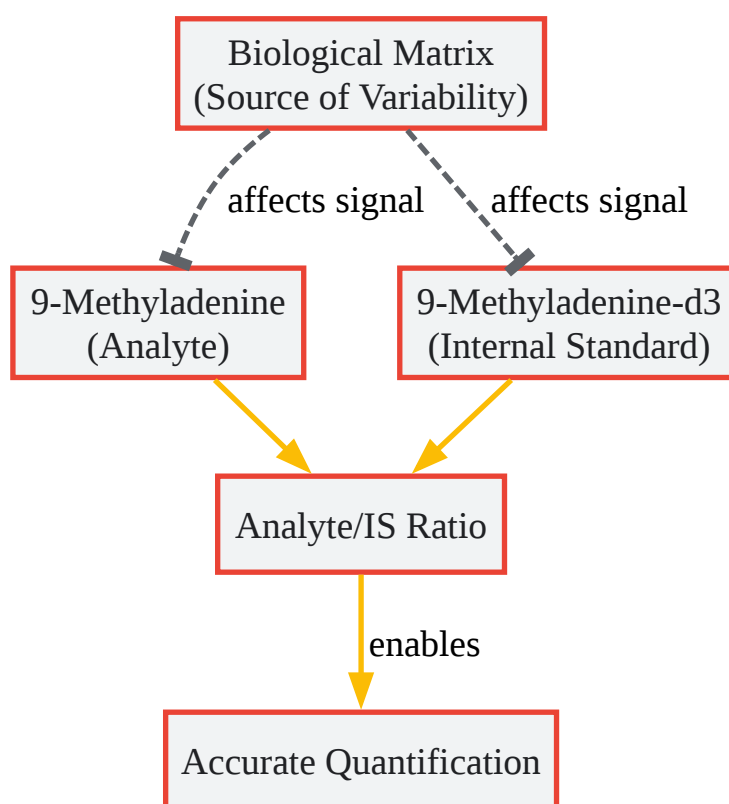 Biological Matrix
(Source of Variability)
affects signal
affects signal
9-Methyladenine
(Analyte)
9-Methyladenine-d3
(Internal Standard)
Analyte/IS Ratio
enables
Accurate Quantification